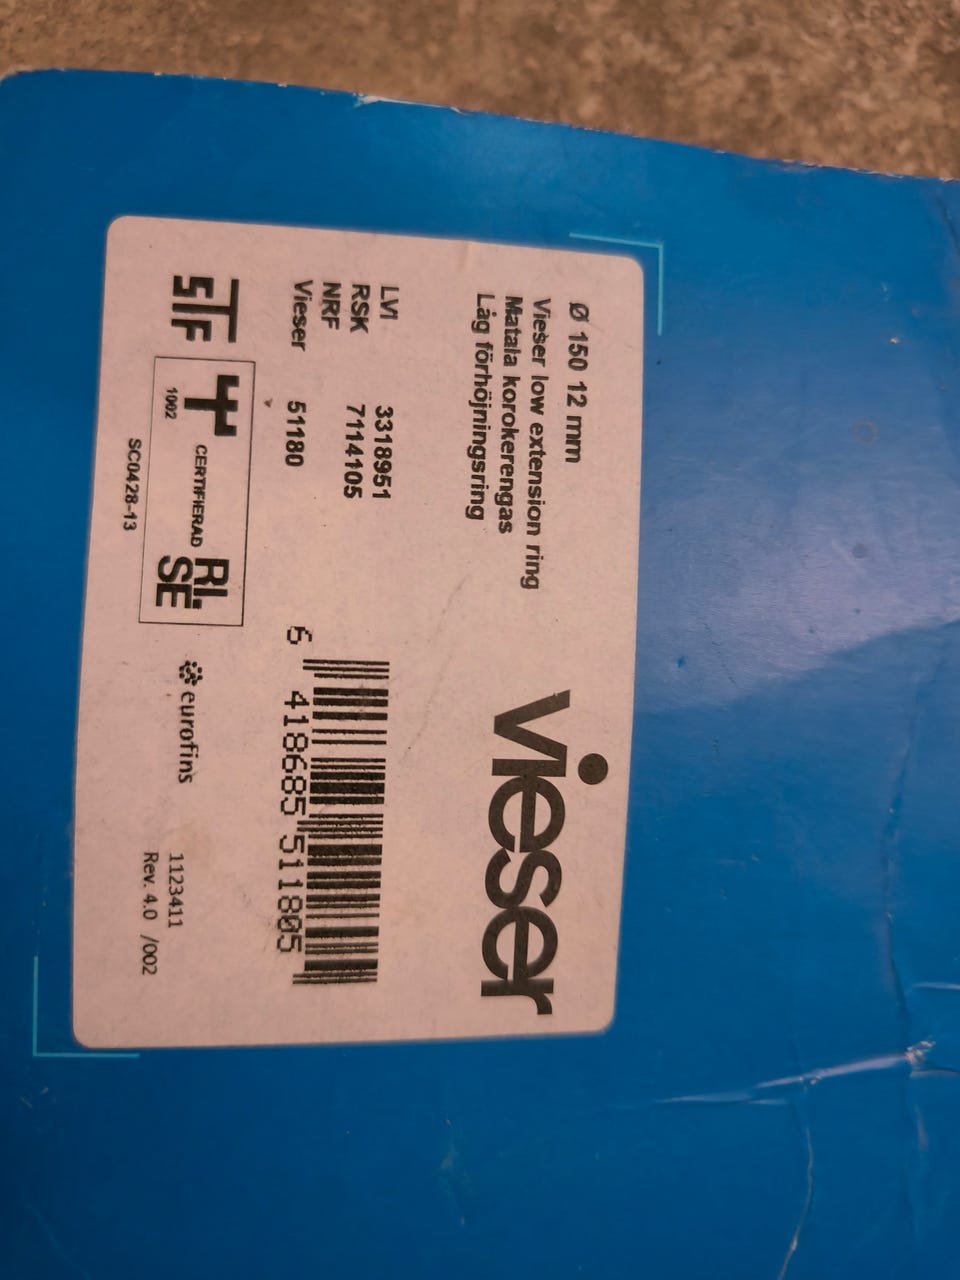 Ø 150 12 mm
Vieser low extension ring
Matala korokerengas
Låg förhöjningsring
vieser
LVI 3318951
RSK 7114105
NRF
Vieser 51180
6 418685 511805
STF
1002
CERTIFIERAD
RI.
SE
SC0428-13
eurofins
1123411
Rev. 4.0 /002